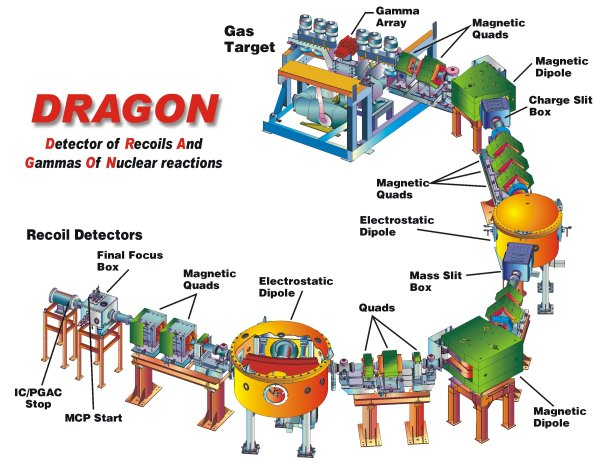 Gas
Target
Gamma
Array
Magnetic
Quads
Magnetic
Dipole
Charge Slit
Box
DRAGON
Detector of Recoils And
Gammas Of Nuclear reactions
Magnetic
Quads
Electrostatic
Dipole
Mass Slit
Box
Recoil Detectors
Final Focus
Box
Magnetic
Quads
Electrostatic
Dipole
Quads
IC/PGAC
Stop
MCP Start
Magnetic
Dipole